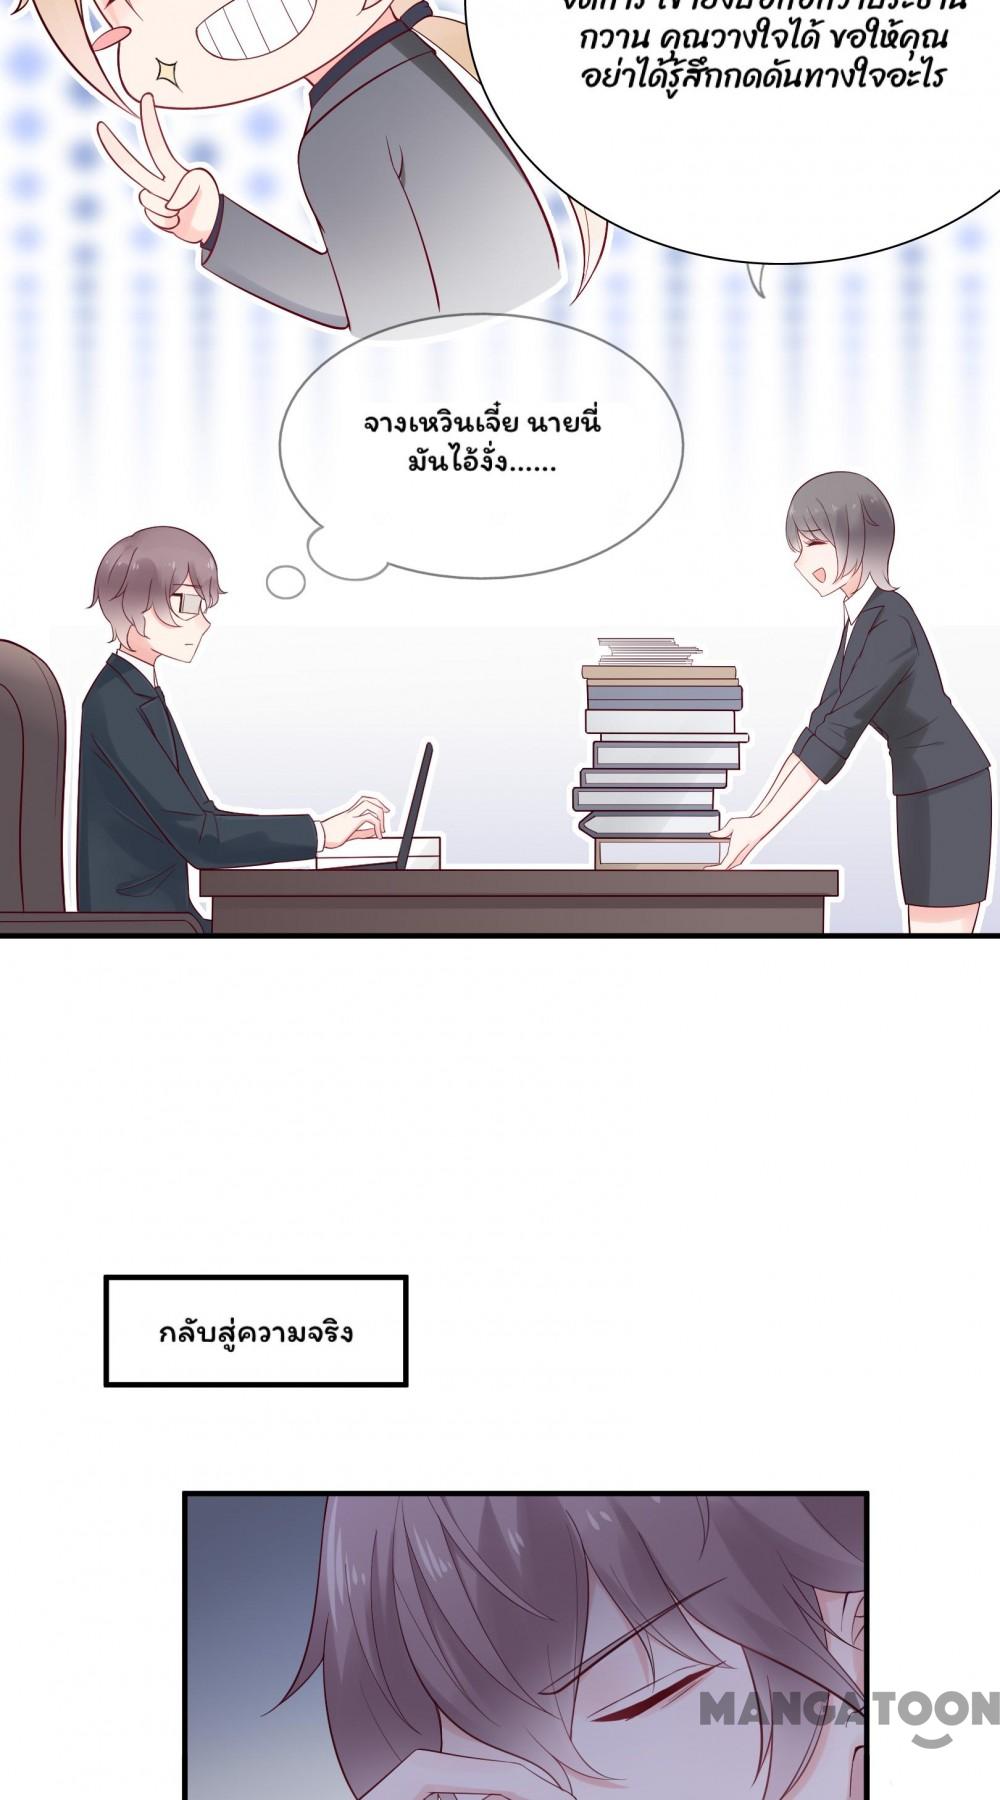 กวาน คุณวางใจได้ ขอให้คุณ
อย่าได้รู้สึกกดดันทางใจอะไร
จางเหวินเจี๋ย นายนี่
มันไอ้งั่ง......
กลับสู่ความจริง
MANGATOON